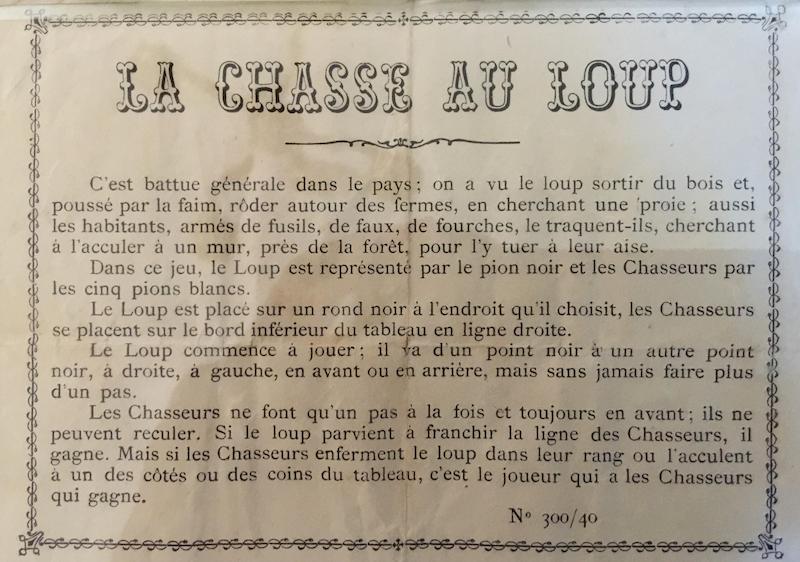 LA CHASSE AU LOUP
C'est battue générale dans le pays ; on a vu le loup sortir du bois et,
poussé par la faim, rôder autour des fermes, en cherchant une proie ; aussi
les habitants, armés de fusils, de faux, de fourches, le traquent-ils, cherchant
à l'acculer à un mur, près de la forêt, pour l'y tuer à leur aise.
Dans ce jeu, le Loup est représenté par le pion noir et les Chasseurs par
les cinq pions blancs.
Le Loup est placé sur un rond noir à l'endroit qu'il choisit, les Chasseurs
se placent sur le bord inférieur du tableau en ligne droite.
Le Loup commence à jouer ; il va d'un point noir à un autre point
noir, à droite, à gauche, en avant ou en arrière, mais sans jamais faire plus
d'un pas.
Les Chasseurs ne font qu'un pas à la fois et toujours en avant ; ils ne
peuvent reculer. Si le loup parvient à franchir la ligne des Chasseurs, il
gagne. Mais si les Chasseurs enferment le loup dans leur rang ou l'acculent
à un des côtés ou des coins du tableau, c'est le joueur qui a les Chasseurs
qui gagne.
Nº 300/40